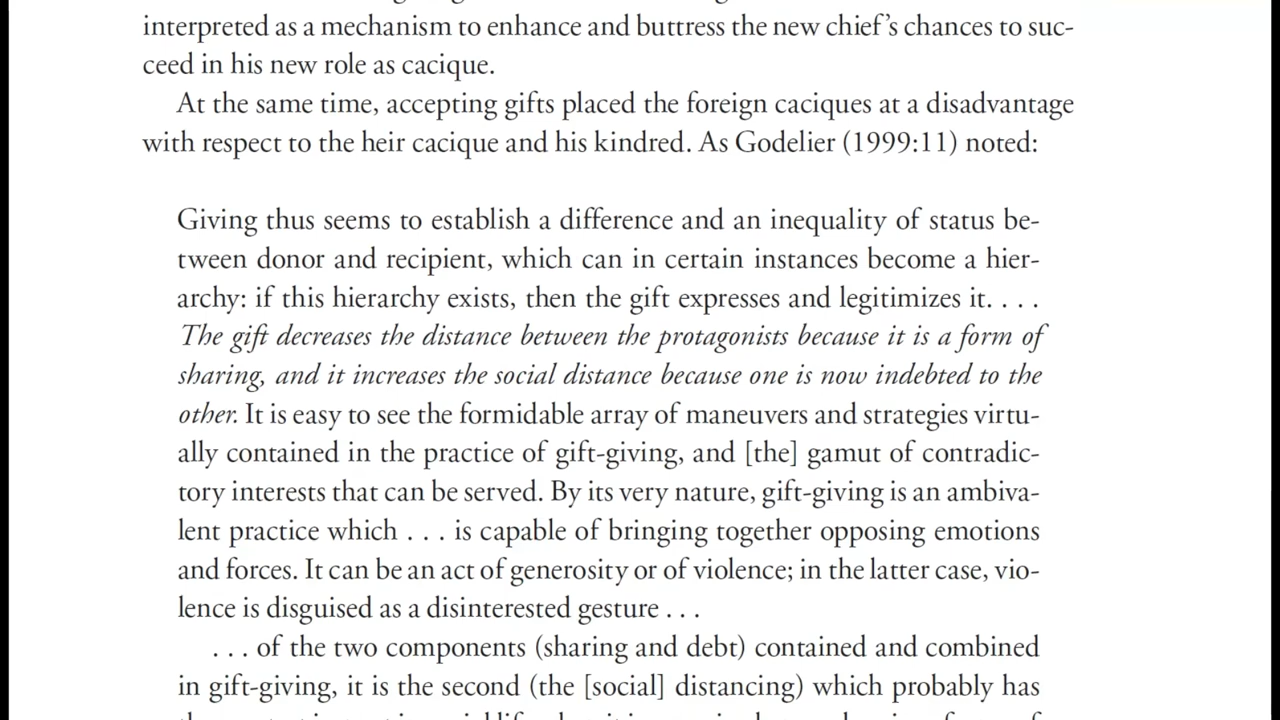 interpreted as a mechanism to enhance and buttress the new chief’s chances to suc-
ceed in his new role as cacique.
At the same time, accepting gifts placed the foreign caciques at a disadvantage
with respect to the heir cacique and his kindred. As Godelier (1999:11) noted:
Giving thus seems to establish a difference and an inequality of status be-
tween donor and recipient, which can in certain instances become a hier-
archy: if this hierarchy exists, then the gift expresses and legitimizes it. . . .
The gift decreases the distance between the protagonists because it is a form of
sharing, and it increases the social distance because one is now indebted to the
other. It is easy to see the formidable array of maneuvers and strategies virtu-
ally contained in the practice of gift-giving, and [the] gamut of contradic-
tory interests that can be served. By its very nature, gift-giving is an ambiva-
lent practice which . . . is capable of bringing together opposing emotions
and forces. It can be an act of generosity or of violence; in the latter case, vio-
lence is disguised as a disinterested gesture . . .
. . . of the two components (sharing and debt) contained and combined
in gift-giving, it is the second (the [social] distancing) which probably has